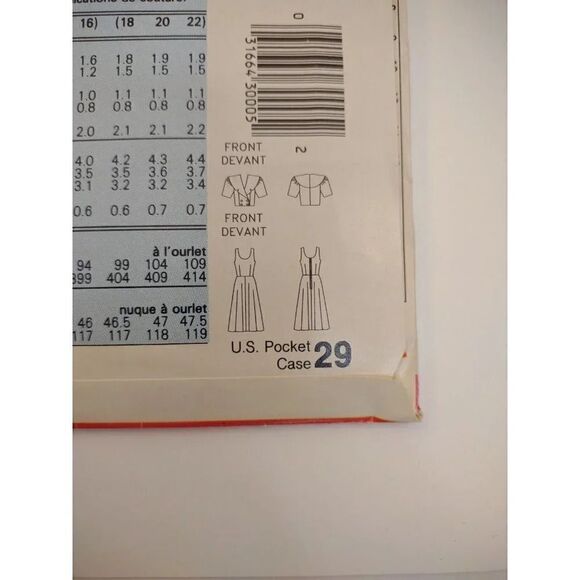 16) (18 20 22)
1.6 1.8 1.9 1.9
1.2 1.5 1.5 1.5
1.0 1.1 1.1 1.1
0.8 0.8 0.8 0.8
2.0 2.1 2.1 2.2
4.0 4.2 4.3 4.4
3.5 3.5 3.6 3.7
3.1 3.2 3.2 3.4
0.6 0.6 0.7 0.7
à l'ourlet
94 99 104 109
399 404 409 414
nuque à ourlet
46 46.5 47 47.5
117 117 118 119
0
31664 30005
2
FRONT
DEVANT
FRONT
DEVANT
U.S. Pocket
Case 29